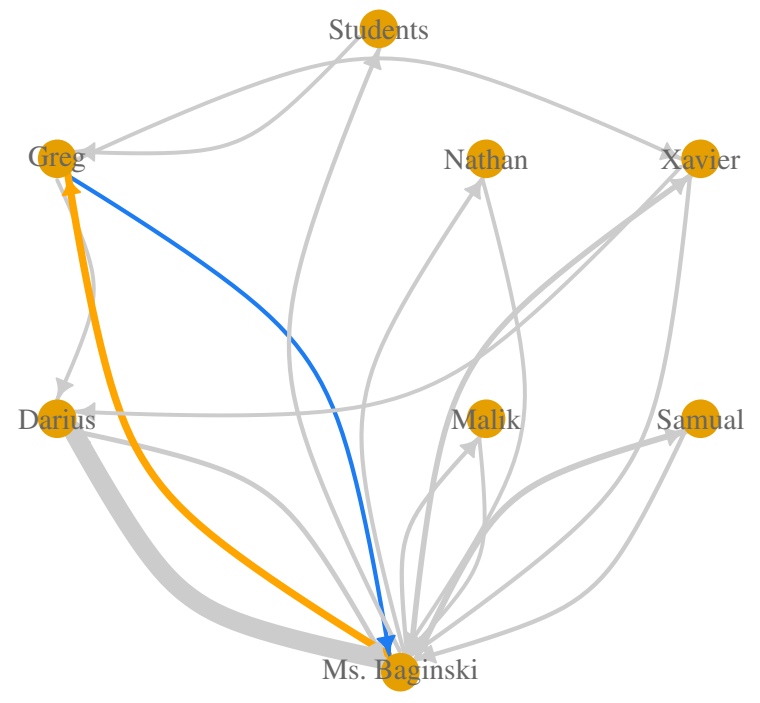 Students
Greg
Nathan
Xavier
Darius
Malik
Samual
Ms. Baginski